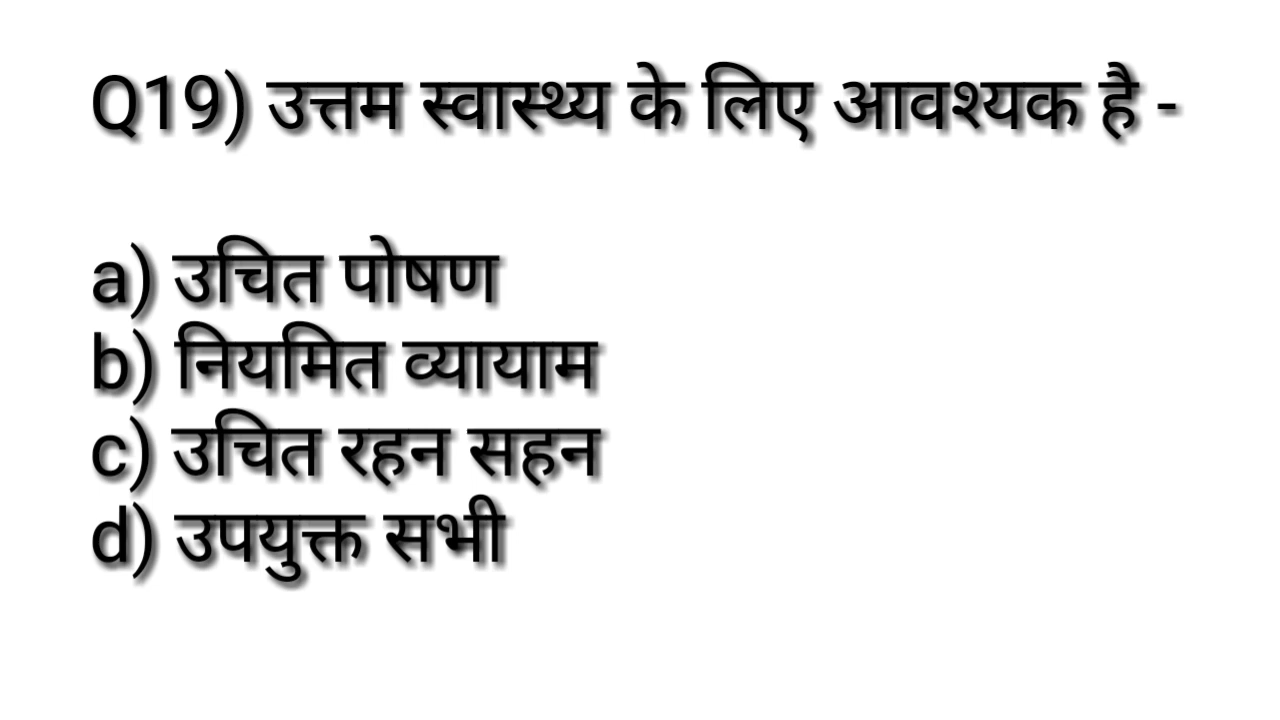 Q19) उत्तम स्वास्थ्य के लिए आवश्यक है -
a) उचित पोषण
b) नियमित व्यायाम
c) उचित रहन सहन
d) उपयुक्त सभी